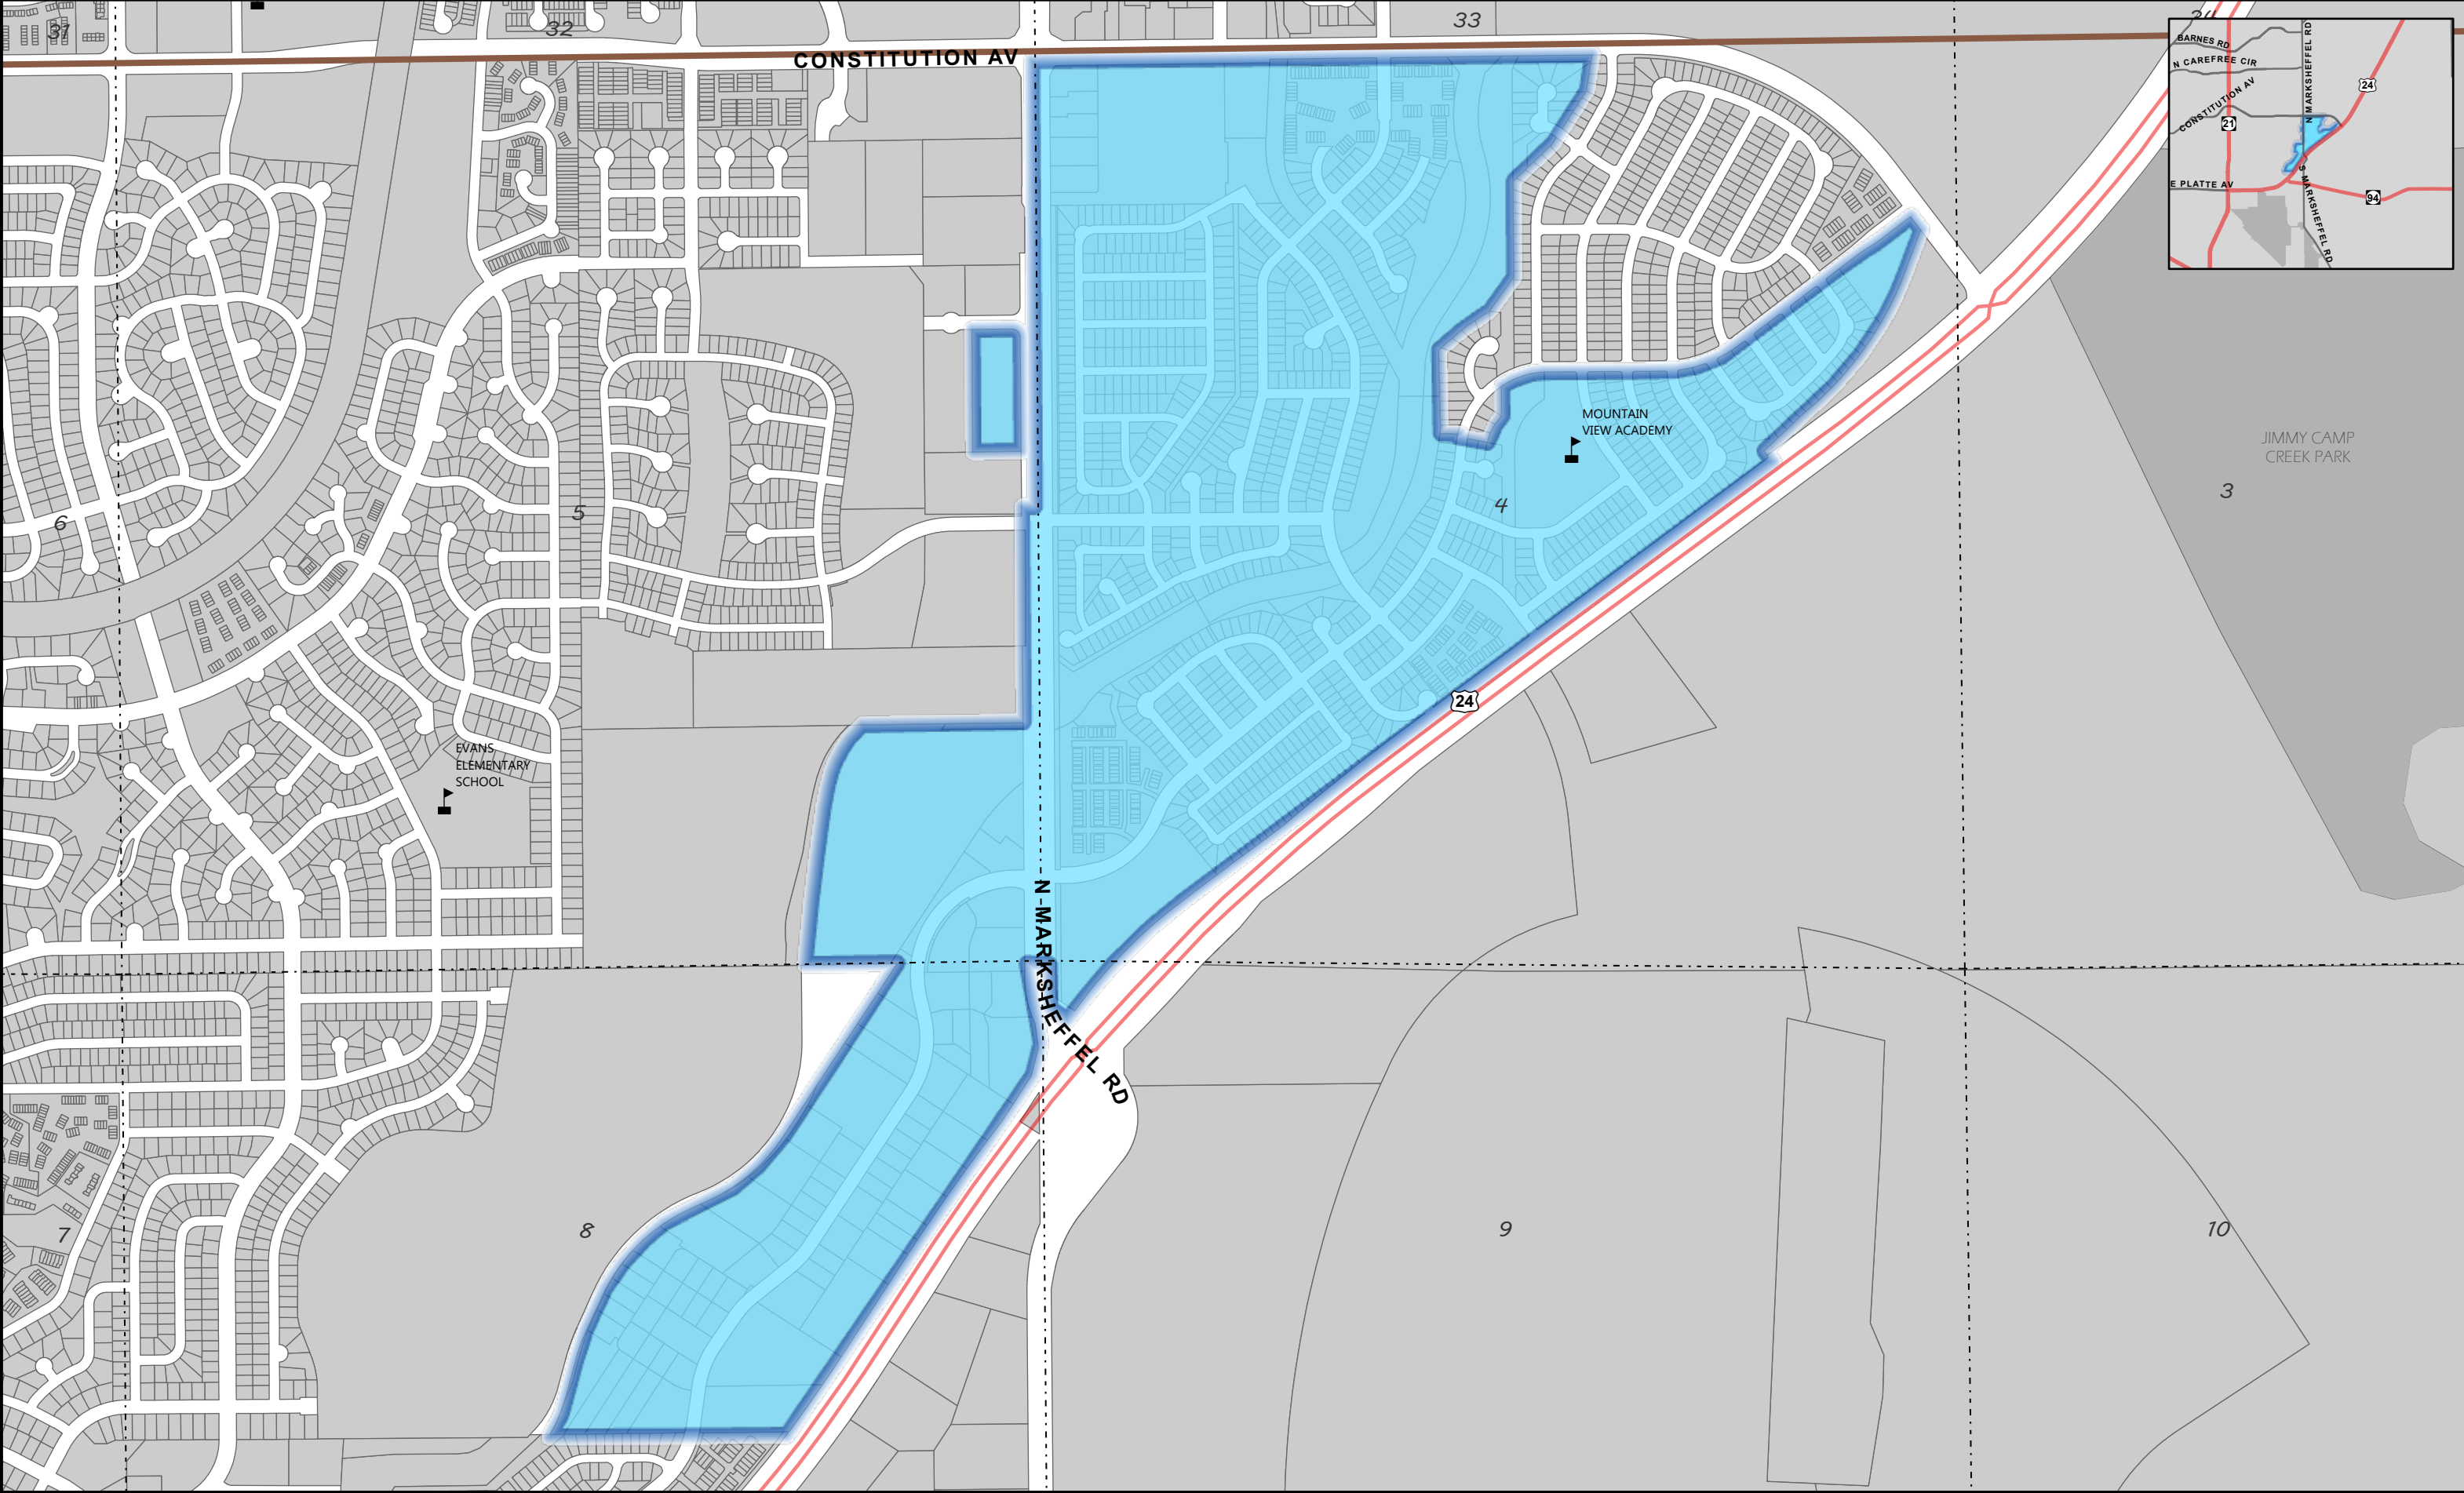 31
32
33
34
CONSTITUTION AV
BARNES RD
N CAREFREE CIR
CONSTITUTION AV
N MARKSHEFFEL RD
24
21
E PLATTE AV
S MARKSHEFFEL RD
94
MOUNTAIN
VIEW ACADEMY
JIMMY CAMP
CREEK PARK
6
5
4
3
24
EVANS
ELEMENTARY
SCHOOL
N MARKSHEFFEL RD
7
8
9
10